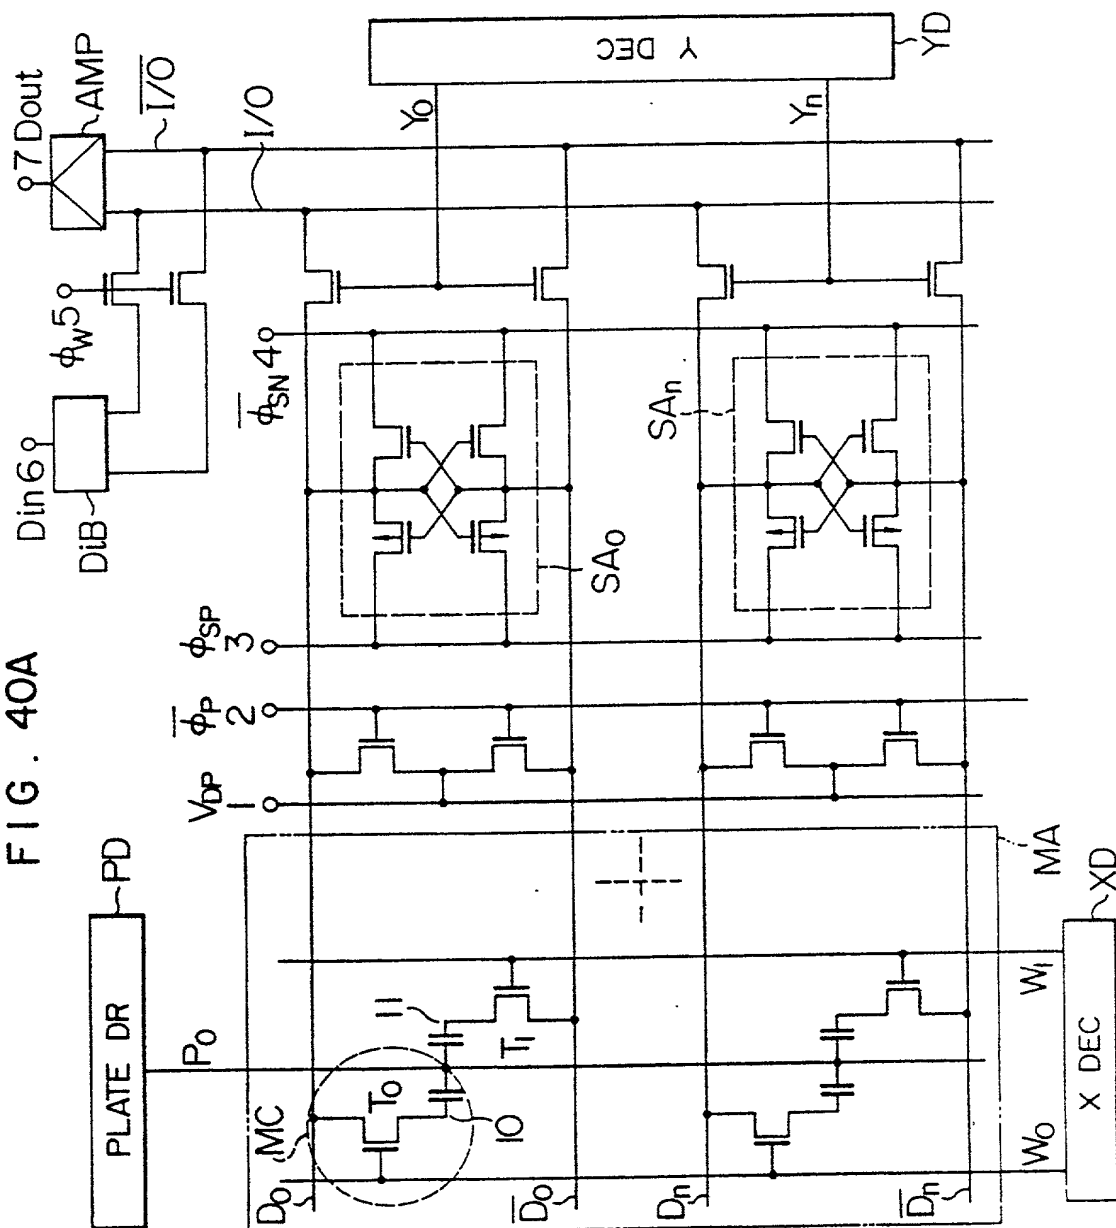 FIG. 40A
PLATE DR
PD
P0
VDP
1
φ̅P
2
φSP
3
φ̅SN
4
φW
5
Din
6
DiB
7
Dout
AMP
I̅/̅O̅
I/O
Y DEC
YD
Y0
Yn
SA0
SAn
MC
T0
10
11
T1
D0
D̅0
Dn
D̅n
W0
W1
MA
X DEC
XD